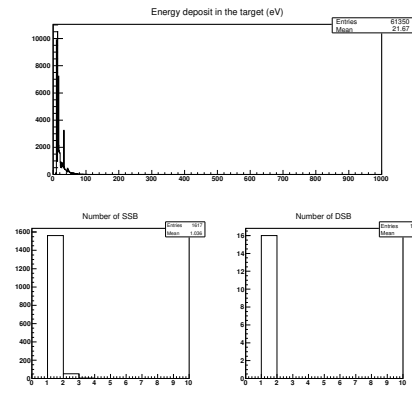 Energy deposit in the target (eV)
Entries 61350
Mean 21.67
10000
8000
6000
4000
2000
0
0 100 200 300 400 500 600 700 800 900 1000
Number of SSB
Entries 1617
Mean 1.036
1600
1400
1200
1000
800
600
400
200
0
0 1 2 3 4 5 6 7 8 9 10
Number of DSB
Entries
Mean
16
14
12
10
8
6
4
2
0
0 1 2 3 4 5 6 7 8 9 10